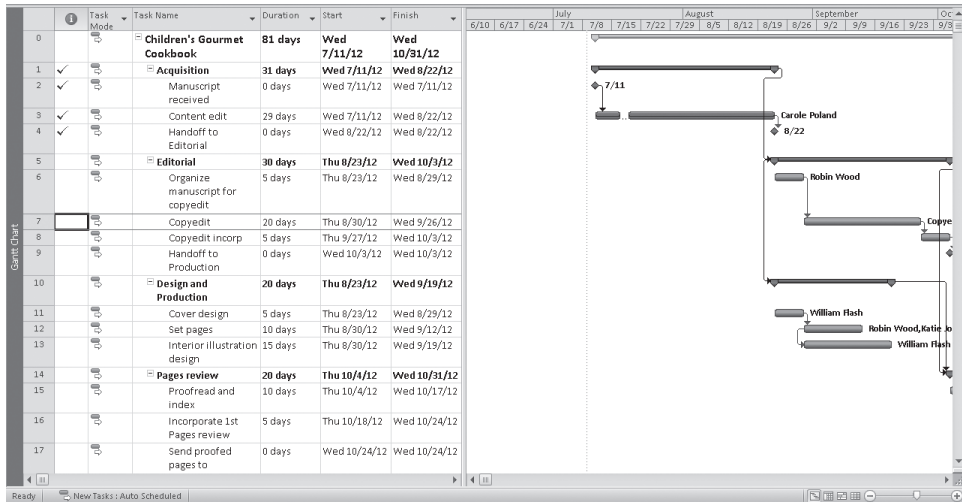 Task Mode Task Name Duration Start Finish
July August September Oc
6/10 6/17 6/24 7/1 7/8 7/15 7/22 7/29 8/5 8/12 8/19 8/26 9/2 9/9 9/16 9/23 9/3
0 Children's Gourmet Cookbook 81 days Wed 7/11/12 Wed 10/31/12
1 Acquisition 31 days Wed 7/11/12 Wed 8/22/12
2 Manuscript received 0 days Wed 7/11/12 Wed 7/11/12 7/11
3 Content edit 29 days Wed 7/11/12 Wed 8/22/12 Carole Poland
4 Handoff to Editorial 0 days Wed 8/22/12 Wed 8/22/12 8/22
5 Editorial 30 days Thu 8/23/12 Wed 10/3/12
6 Organize manuscript for copyedit 5 days Thu 8/23/12 Wed 8/29/12 Robin Wood
7 Copyedit 20 days Thu 8/30/12 Wed 9/26/12 Copye
8 Copyedit incorp 5 days Thu 9/27/12 Wed 10/3/12
9 Handoff to Production 0 days Wed 10/3/12 Wed 10/3/12
10 Design and Production 20 days Thu 8/23/12 Wed 9/19/12
11 Cover design 5 days Thu 8/23/12 Wed 8/29/12 William Flash
12 Set pages 10 days Thu 8/30/12 Wed 9/12/12 Robin Wood,Katie Jo
13 Interior illustration design 15 days Thu 8/30/12 Wed 9/19/12 William Flash
14 Pages review 20 days Thu 10/4/12 Wed 10/31/12
15 Proofread and index 10 days Thu 10/4/12 Wed 10/17/12
16 Incorporate 1st Pages review 5 days Thu 10/18/12 Wed 10/24/12
17 Send proofed pages to 0 days Wed 10/24/12 Wed 10/24/12
Gantt Chart
Ready New Tasks : Auto Scheduled